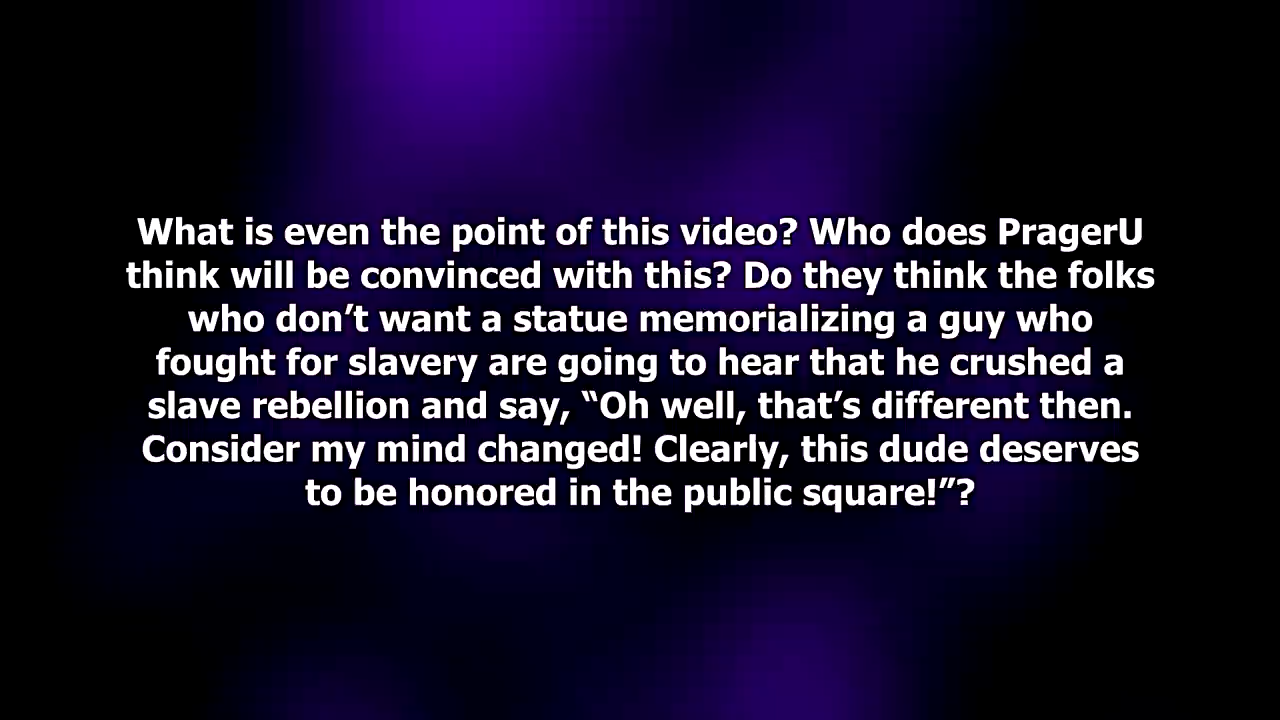 What is even the point of this video? Who does PragerU
think will be convinced with this? Do they think the folks
who don’t want a statue memorializing a guy who
fought for slavery are going to hear that he crushed a
slave rebellion and say, “Oh well, that’s different then.
Consider my mind changed! Clearly, this dude deserves
to be honored in the public square!”?